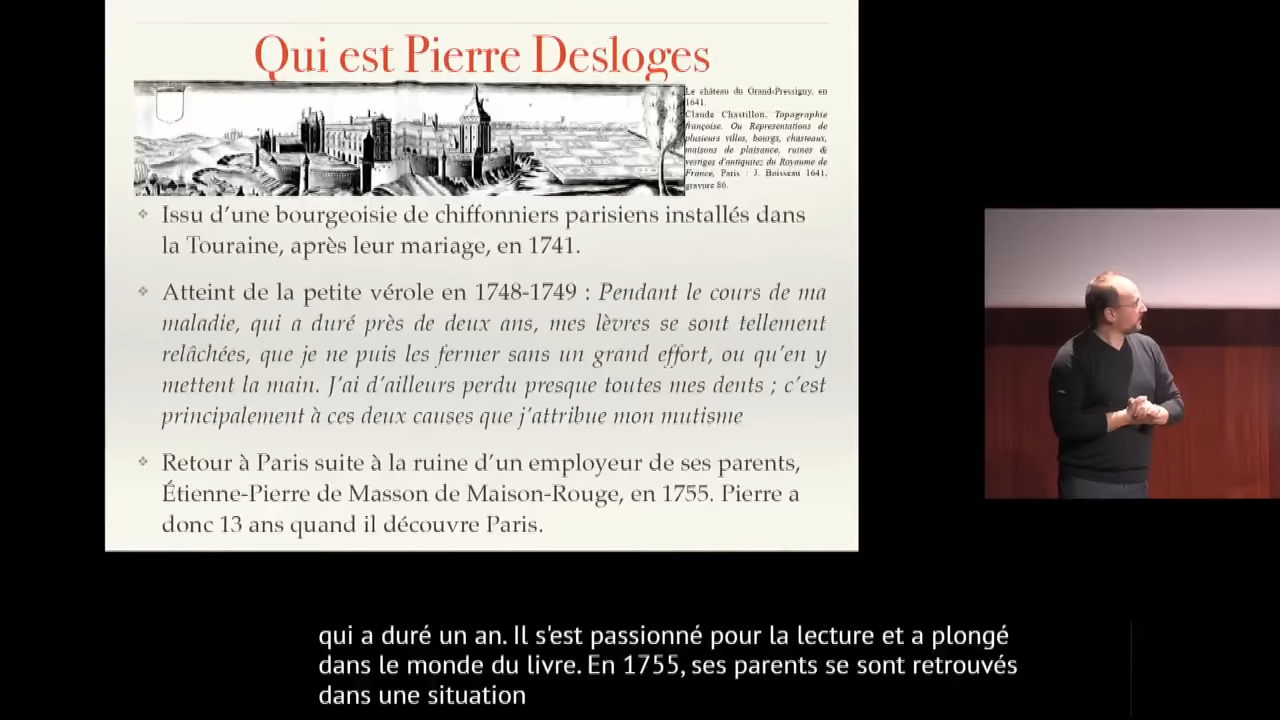 Qui est Pierre Desloges
Le château du Grand-Pressigny, en
1641.
Claude Chastillon, Topographie
françoise. Ou Representations de
plusieurs villes, bourgs, chasteaux,
maisons de plaisance, ruines &
vestiges d'antiquitez du Royaume de
France, Paris : J. Boisseau 1641,
gravure 86.
❖ Issu d'une bourgeoisie de chiffonniers parisiens installés dans
la Touraine, après leur mariage, en 1741.
❖ Atteint de la petite vérole en 1748-1749 : Pendant le cours de ma
maladie, qui a duré près de deux ans, mes lèvres se sont tellement
relâchées, que je ne puis les fermer sans un grand effort, ou qu'en y
mettent la main. J'ai d'ailleurs perdu presque toutes mes dents ; c'est
principalement à ces deux causes que j'attribue mon mutisme
❖ Retour à Paris suite à la ruine d'un employeur de ses parents,
Étienne-Pierre de Masson de Maison-Rouge, en 1755. Pierre a
donc 13 ans quand il découvre Paris.
qui a duré un an. Il s'est passionné pour la lecture et a plongé
dans le monde du livre. En 1755, ses parents se sont retrouvés
dans une situation